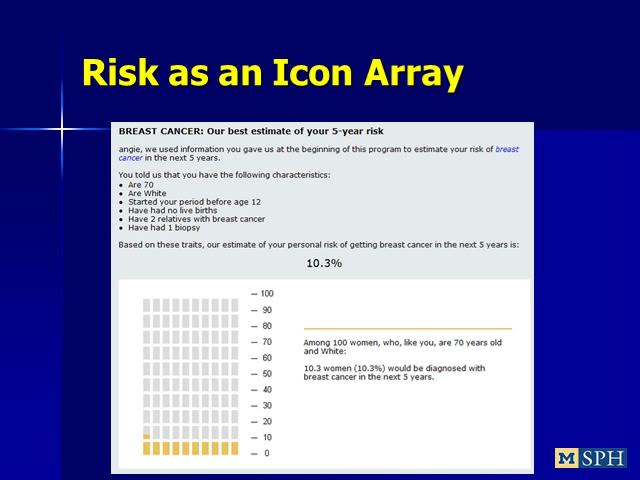 Risk as an Icon Array
BREAST CANCER: Our best estimate of your 5-year risk
angie, we used information you gave us at the beginning of this program to estimate your risk of breast
cancer in the next 5 years.
You told us that you have the following characteristics:
• Are 70
• Are White
• Started your period before age 12
• Have had no live births
• Have 2 relatives with breast cancer
• Have had 1 biopsy
Based on these traits, our estimate of your personal risk of getting breast cancer in the next 5 years is:
10.3%
100
90
80
70
60
50
40
30
20
10
0
Among 100 women, who, like you, are 70 years old
and White:
10.3 women (10.3%) would be diagnosed with
breast cancer in the next 5 years.
M SPH